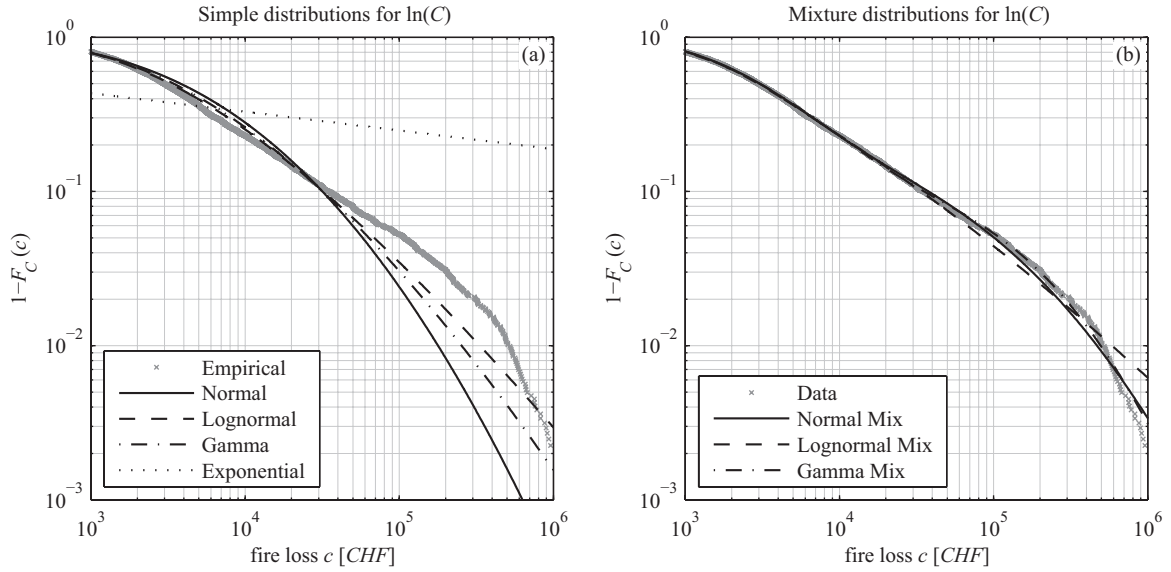 Simple distributions for ln(C)
(a)
10^0
10^−1
10^−2
10^−3
1−F_C(c)
Empirical
Normal
Lognormal
Gamma
Exponential
10^3
10^4
10^5
10^6
fire loss c [CHF]
Mixture distributions for ln(C)
(b)
10^0
10^−1
10^−2
10^−3
1−F_C(c)
Data
Normal Mix
Lognormal Mix
Gamma Mix
10^3
10^4
10^5
10^6
fire loss c [CHF]